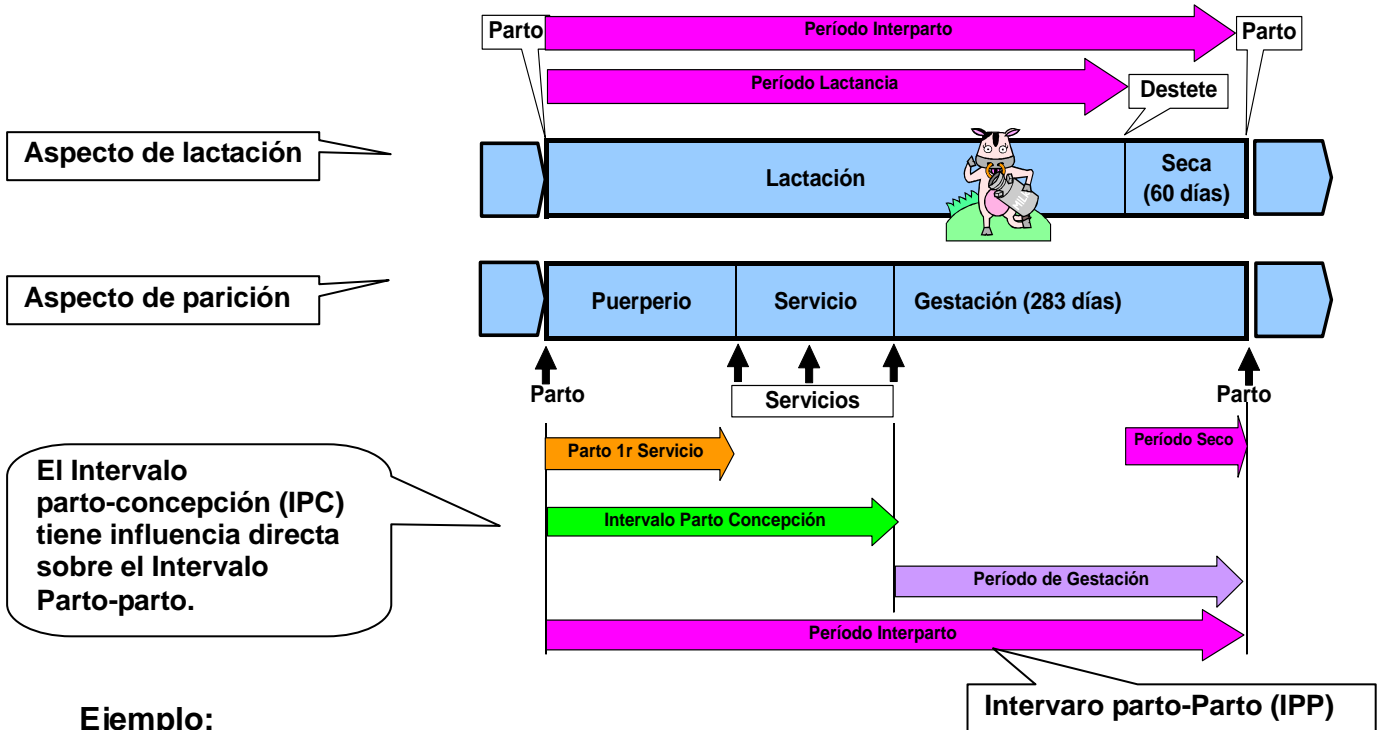 Parto
Período Interparto
Parto
Período Lactancia
Destete
Aspecto de lactación
Lactación
MILK
Seca
(60 días)
Aspecto de parición
Puerperio
Servicio
Gestación (283 días)
Parto
Servicios
Parto
Parto 1r Servicio
Período Seco
El Intervalo
parto-concepción (IPC)
tiene influencia directa
sobre el Intervalo
Parto-parto.
Intervalo Parto Concepción
Período de Gestación
Período Interparto
Intervaro parto-Parto (IPP)
Ejemplo: